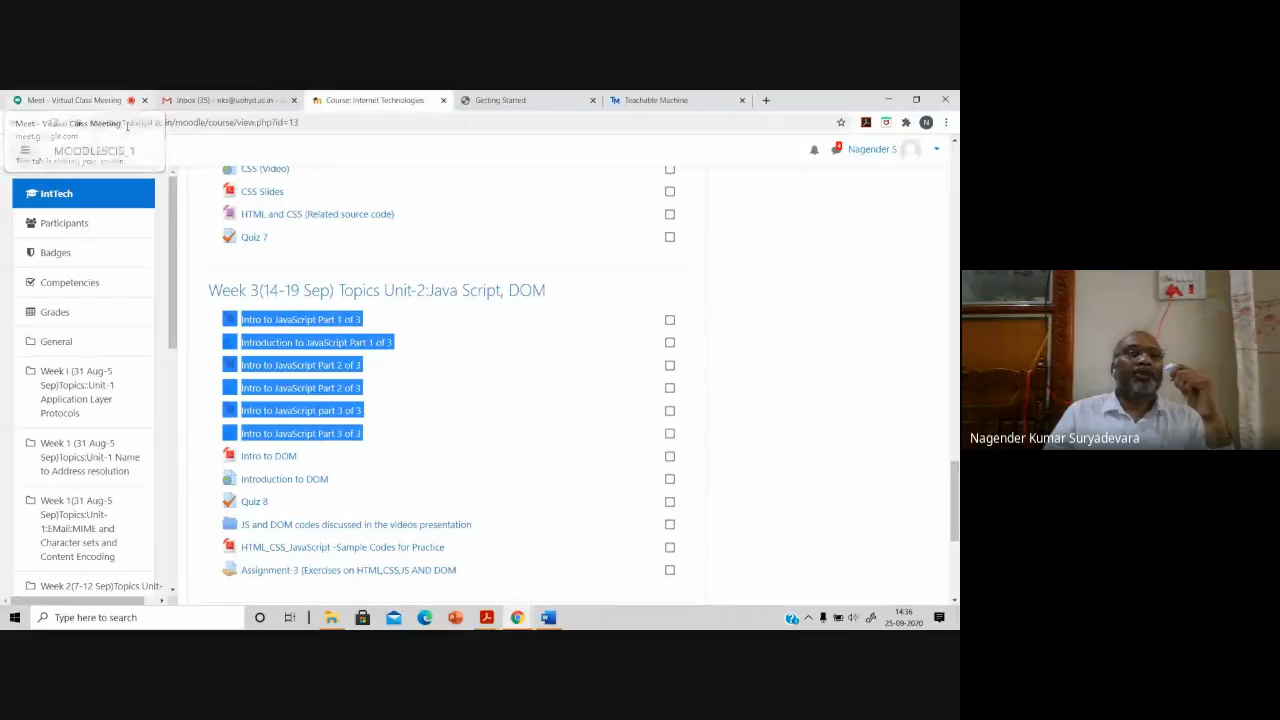 Meet - Virtual Class Meeting
Inbox (35) - nks@uohyd.ac.in -
Course: Internet Technologies
Getting Started
Teachable Machine
Meet - Virtual Class Meeting
meet.google.com
ac.in/moodle/course/view.php?id=13
MOODLESCIS_1
4
Nagender S
IntTech
Participants
Badges
Competencies
Grades
General
Week I (31 Aug-5
Sep)Topics::Unit-1
Application Layer
Protocols
Week 1 (31 Aug-5
Sep)Topics:Unit-1 Name
to Address resolution
Week 1(31 Aug-5
Sep)Topics:Unit-
1:EMail:MIME and
Character sets and
Content Encoding
Week 2(7-12 Sep)Topics Unit-
CSS (Video)
CSS Slides
HTML and CSS (Related source code)
Quiz 7
Week 3(14-19 Sep) Topics Unit-2:Java Script, DOM
Intro to JavaScript Part 1 of 3
Introduction to JavaScript Part 1 of 3
Intro to JavaScript Part 2 of 3
Intro to JavaScript Part 2 of 3
Intro to JavaScript part 3 of 3
Intro to JavaScript Part 3 of 3
Intro to DOM
Introduction to DOM
Quiz 8
JS and DOM codes discussed in the videos presentation
HTML_CSS_JavaScript -Sample Codes for Practice
Assignment-3 (Exercises on HTML,CSS,JS AND DOM
Type here to search
14:36
25-09-2020
Nagender Kumar Suryadevara